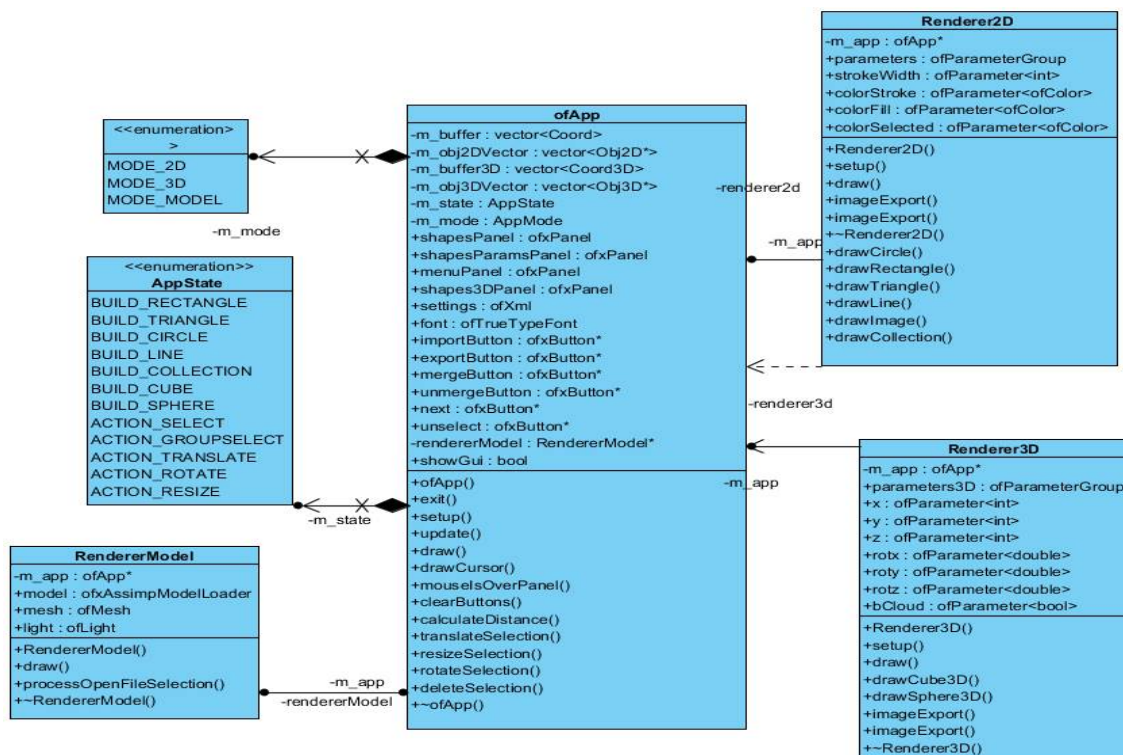 <<enumeration>
>
MODE_2D
MODE_3D
MODE_MODEL
-m_mode
<<enumeration>>
AppState
BUILD_RECTANGLE
BUILD_TRIANGLE
BUILD_CIRCLE
BUILD_LINE
BUILD_COLLECTION
BUILD_CUBE
BUILD_SPHERE
ACTION_SELECT
ACTION_GROUPSELECT
ACTION_TRANSLATE
ACTION_ROTATE
ACTION_RESIZE
-m_state
RendererModel
-m_app : ofApp*
+model : ofxAssimpModelLoader
+mesh : ofMesh
+light : ofLight
+RendererModel()
+draw()
+processOpenFileSelection()
+~RendererModel()
-m_app
-rendererModel
ofApp
-m_buffer : vector<Coord>
-m_obj2DVector : vector<Obj2D*>
-m_buffer3D : vector<Coord3D>
-m_obj3DVector : vector<Obj3D*>
-m_state : AppState
-m_mode : AppMode
+shapesPanel : ofxPanel
+shapesParamsPanel : ofxPanel
+menuPanel : ofxPanel
+shapes3DPanel : ofxPanel
+settings : ofXml
+font : ofTrueTypeFont
+importButton : ofxButton*
+exportButton : ofxButton*
+mergeButton : ofxButton*
+unmergeButton : ofxButton*
+next : ofxButton*
+unselect : ofxButton*
-rendererModel : RendererModel*
+showGui : bool
+ofApp()
+exit()
+setup()
+update()
+draw()
+drawCursor()
+mouseIsOverPanel()
+clearButtons()
+calculateDistance()
+translateSelection()
+resizeSelection()
+rotateSelection()
+deleteSelection()
+~ofApp()
-renderer2d
-m_app
-renderer3d
-m_app
Renderer2D
-m_app : ofApp*
+parameters : ofParameterGroup
+strokeWidth : ofParameter<int>
+colorStroke : ofParameter<ofColor>
+colorFill : ofParameter<ofColor>
+colorSelected : ofParameter<ofColor>
+Renderer2D()
+setup()
+draw()
+imageExport()
+imageExport()
+~Renderer2D()
+drawCircle()
+drawRectangle()
+drawTriangle()
+drawLine()
+drawImage()
+drawCollection()
Renderer3D
-m_app : ofApp*
+parameters3D : ofParameterGroup
+x : ofParameter<int>
+y : ofParameter<int>
+z : ofParameter<int>
+rotx : ofParameter<double>
+roty : ofParameter<double>
+rotz : ofParameter<double>
+bCloud : ofParameter<bool>
+Renderer3D()
+setup()
+draw()
+drawCube3D()
+drawSphere3D()
+imageExport()
+imageExport()
+~Renderer3D()